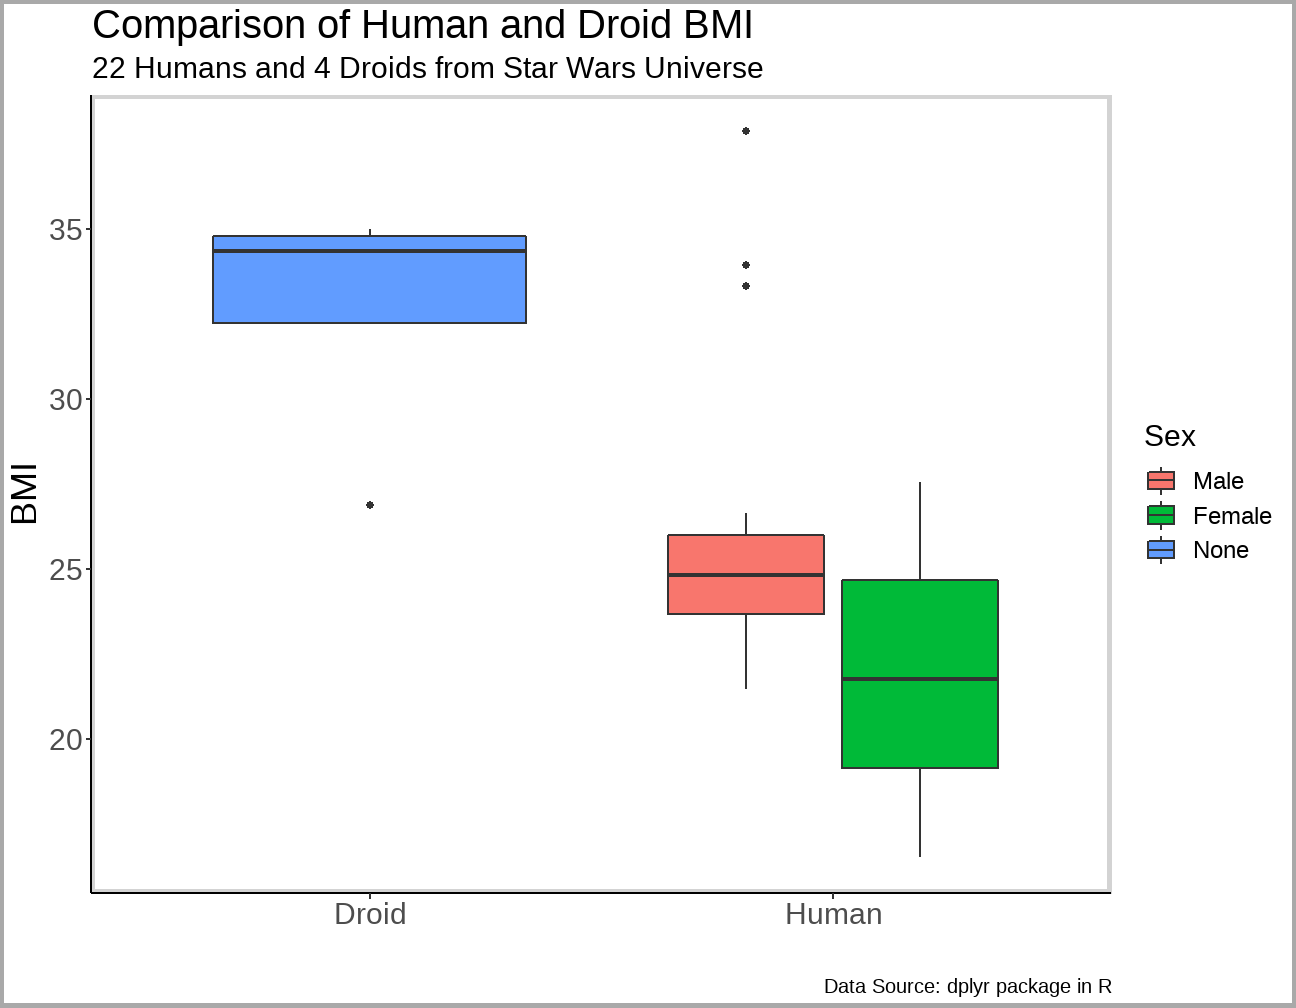 Comparison of Human and Droid BMI
22 Humans and 4 Droids from Star Wars Universe
35
30
25
20
BMI
Droid
Human
Sex
Male
Female
None
Data Source: dplyr package in R